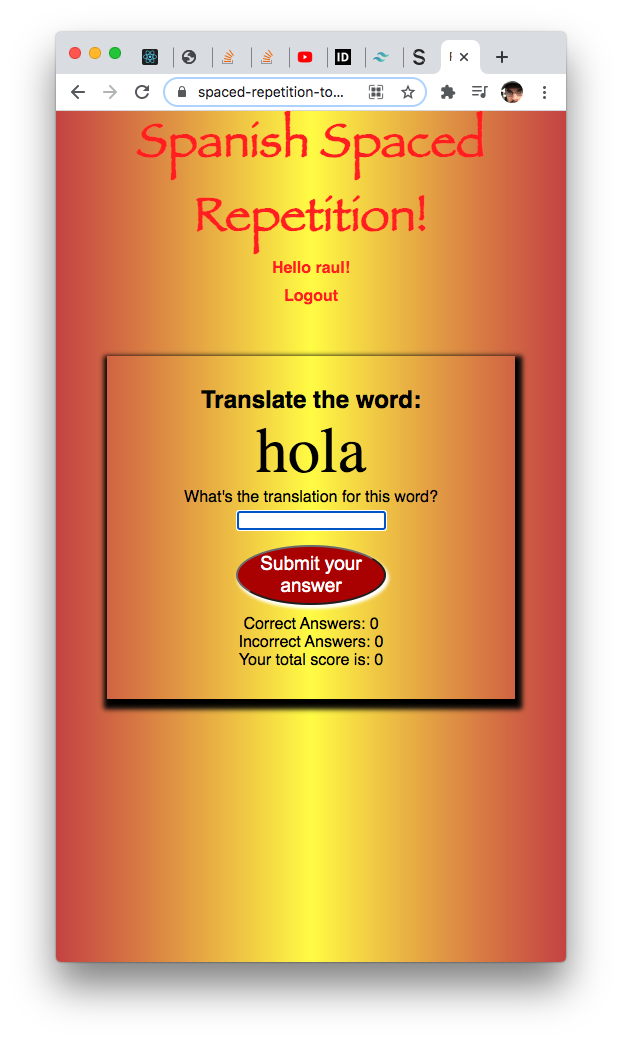 ID
S
spaced-repetition-to...
Spanish Spaced
Repetition!
Hello raul!
Logout
Translate the word:
hola
What's the translation for this word?
Submit your
answer
Correct Answers: 0
Incorrect Answers: 0
Your total score is: 0